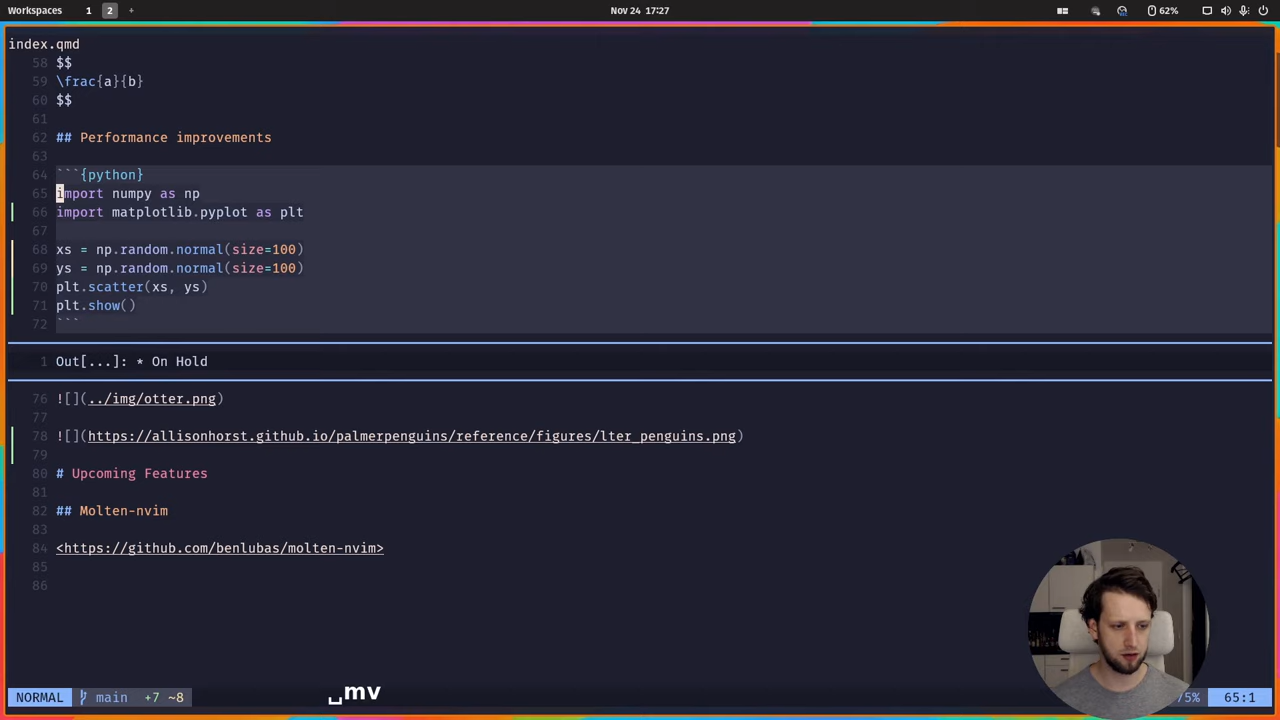 Workspaces 1 2 + Nov 24 17:27 62%
index.qmd
58 $$
59 \frac{a}{b}
60 $$
61
62 ## Performance improvements
63
64 ```{python}
65 import numpy as np
66 import matplotlib.pyplot as plt
67
68 xs = np.random.normal(size=100)
69 ys = np.random.normal(size=100)
70 plt.scatter(xs, ys)
71 plt.show()
72 ```
1 Out[...]: * On Hold
76 ![](../img/otter.png)
77
78 ![](https://allisonhorst.github.io/palmerpenguins/reference/figures/lter_penguins.png)
79
80 # Upcoming Features
81
82 ## Molten-nvim
83
84 <https://github.com/benlubas/molten-nvim>
85
86
␣mv
NORMAL main +7 ~8 75% 65:1